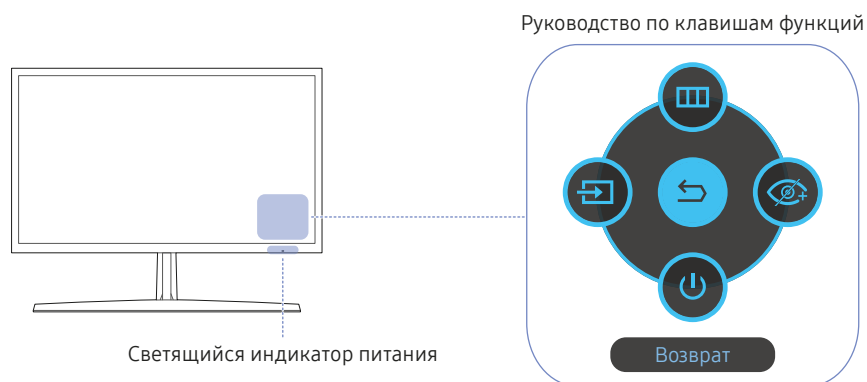 Руководство по клавишам функций
Светящийся индикатор питания
Возврат